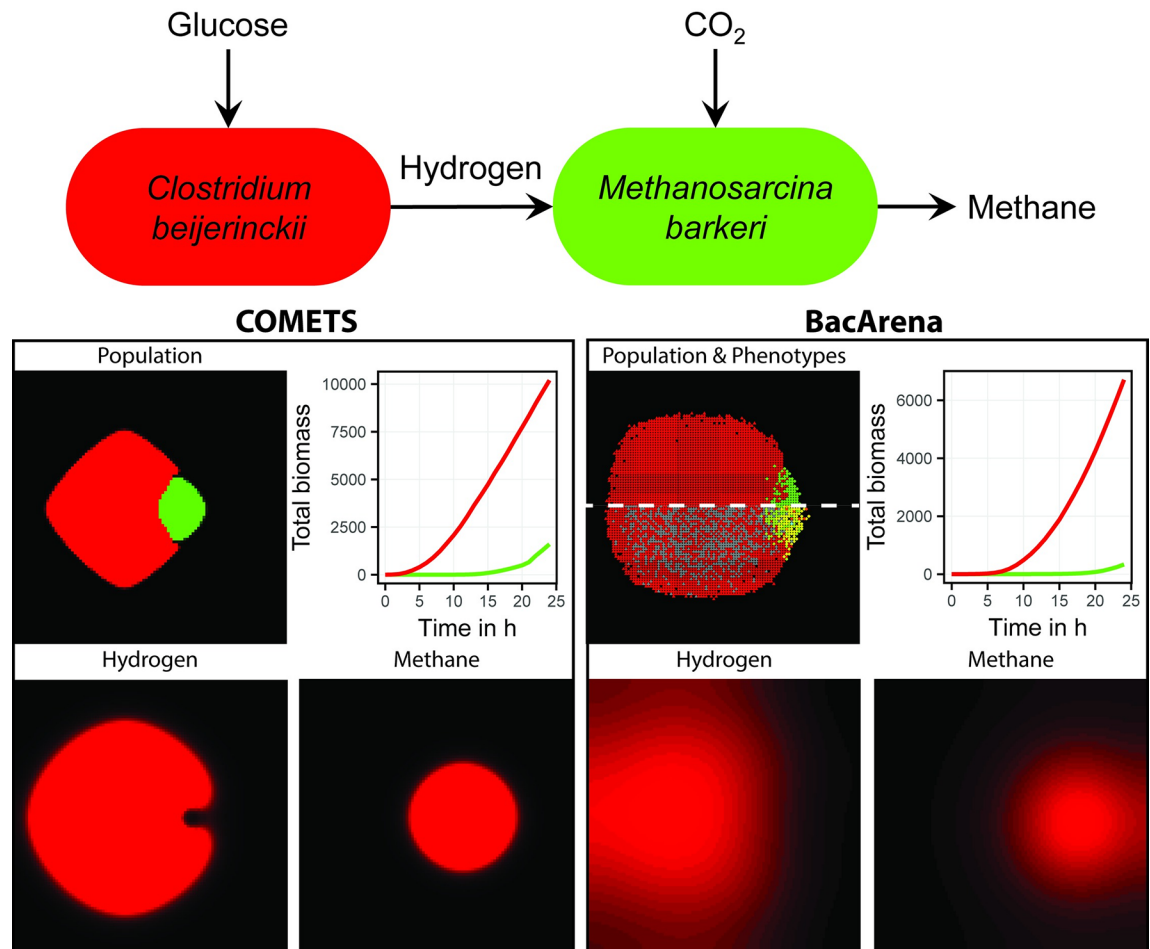 Glucose
CO₂
Clostridium
beijerinckii
Hydrogen
Methanosarcina
barkeri
Methane
COMETS
Population
Total biomass
10000
7500
5000
2500
0
0 5 10 15 20 25
Time in h
Hydrogen
Methane
BacArena
Population & Phenotypes
Total biomass
6000
4000
2000
0
0 5 10 15 20 25
Time in h
Hydrogen
Methane